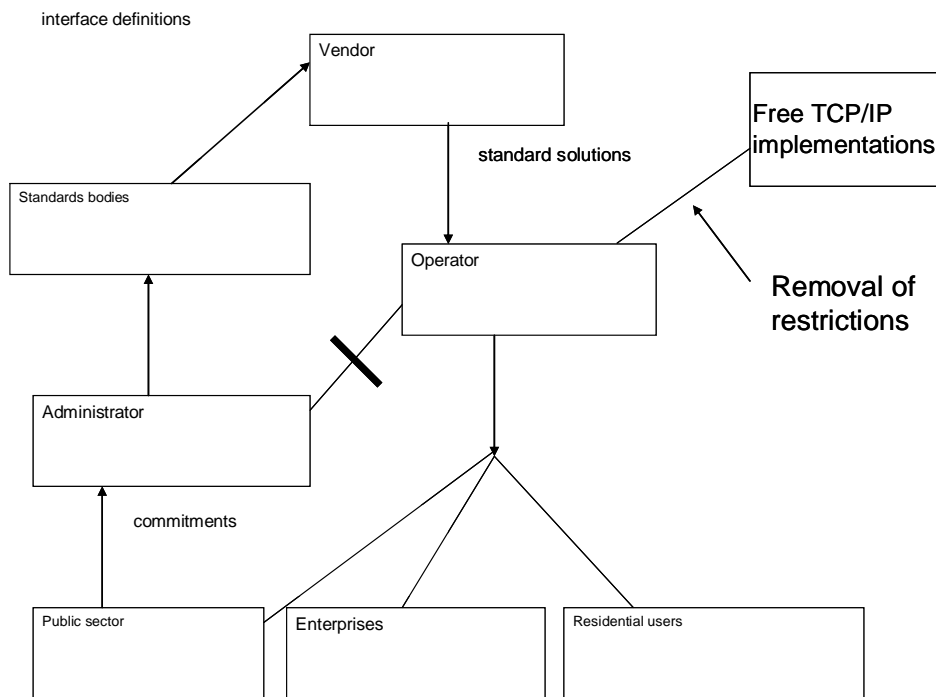 interface definitions
Vendor
Free TCP/IP
implementations
standard solutions
Standards bodies
Operator
Removal of
restrictions
Administrator
commitments
Public sector
Enterprises
Residential users